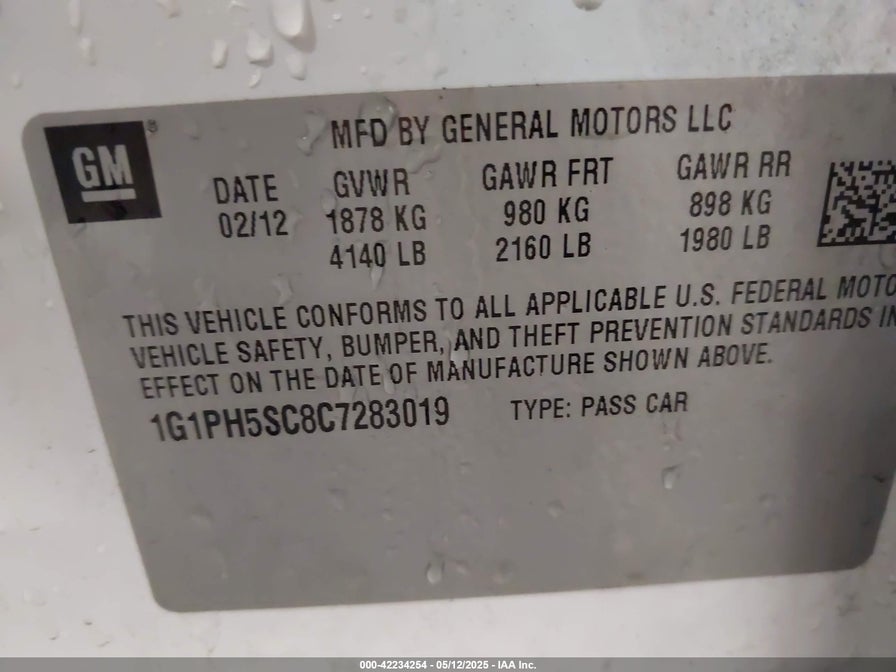 GM®
MFD BY GENERAL MOTORS LLC
DATE GVWR GAWR FRT GAWR RR
02/12 1878 KG 980 KG 898 KG
4140 LB 2160 LB 1980 LB
THIS VEHICLE CONFORMS TO ALL APPLICABLE U.S. FEDERAL MOTO
VEHICLE SAFETY, BUMPER, AND THEFT PREVENTION STANDARDS IN
EFFECT ON THE DATE OF MANUFACTURE SHOWN ABOVE.
1G1PH5SC8C7283019 TYPE: PASS CAR
000-42234254 - 05/12/2025 - IAA Inc.